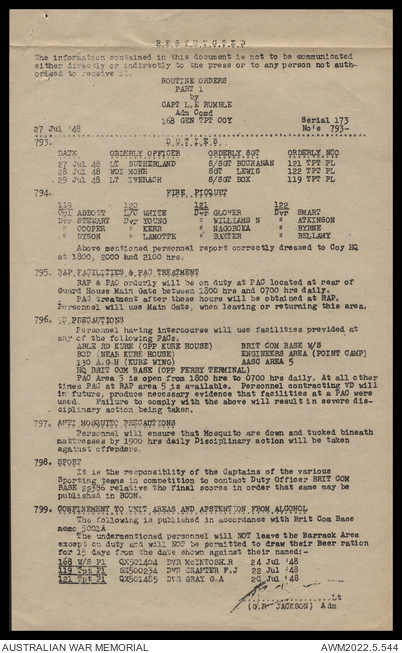 RESTRICTED
The information contained in this document is not to be communicated
either directly or indirectly to the press or to any person not auth-
orised to receive it.
ROUTINE ORDERS
PART 1
by
CAPT L.E RUMBLE
Adm Comd
168 GEN TPT COY Serial 173
27 Jul '48 No's 793-
793. DUTIES
DATE ORDERLY OFFICER ORDERLY SGT ORDERLY NCO
27 Jul 48 LT SUTHERLAND S/SGT BUCHANAN 121 TPT PL
28 Jul 48 WOI MOHR SGT LEWIS 122 TPT PL
29 Jul 48 LT IVERACH S/SGT BOX 119 TPT PL
794. FIRE PICQUET
119 122 121 122
Cpl ABBOTT L/C WHITE Dvr GLOVER Dvr SMART
Dvr STEWART Dvr YOUNG " WILLIAMS N " ATKINSON
" COOPER " KERR " NAGOROKA " BYRNE
" DYSON " LAMOTTE " BAXTER " BELLAMY
Above mentioned personnel report correctly dressed to Coy HQ
at 1800, 2000 and 2100 hrs.
795. RAP FACILITIES & PAC TREATMENT
RAP & PAC orderly will be on duty at PAC located at rear of
Guard House Main Gate between 1800 hrs and 0700 hrs daily.
PAC treatment after these hours will be obtained at RAP.
Personnel will use Main Gate, when leaving or returning this area.
796. VD PRECAUTIONS
Personnel having intercourse will use facilities provided at
any of the following PACs.
ABLE RD KURE (OPP KURE HOUSE) BRIT COM BASE W/S
BOD (NEAR KURE HOUSE) ENGINEERS AREA (POINT CAMP)
130 A.G.H (KURE WING) AASO AREA 5
HQ BRIT COM BASE (OPP FERRY TERMINAL)
PAC Area 5 is open from 1800 hrs to 0700 hrs daily. At all other
times PAC at RAP area 5 is available. Personnel contracting VD will
in future, produce necessary evidence that facilities at a PAC were
used. Failure to comply with the above will result in severe dis-
ciplinary action being taken.
797. ANTI MOSQUITO PRECAUTIONS
Personnel will ensure that Mosquito are down and tucked beneath
mattresses by 1900 hrs daily Disciplinary action will be taken
against offenders.
798. SPORT
It is the responsiblity of the Captains of the various
Sporting teams in competition to contact Duty Officer BRIT COM
BASE 22386 relative the final scores in order that same may be
published in BCON.
799. CONFINEMENT TO UNIT AREAS AND ABSTENTION FROM ALCOHOL
The following is published in accordance with Brit Com Base
memo 5001A
The undermentioned personnel will NOT leave the Barrack Area
except on duty and will NOT be permitted to draw their Beer ration
for 15 days from the date shown against their names:-
168 W/S Pl QX501404 DVR McINTOSH.R 24 Jul '48
119 Tpt Pl SX500234 DVR CHAFTER F.J 22 Jul '48
121 Tpt Pl QX501485 DVR GRAY G.A 20 Jul '48
Lt
(G.R JACKSON) Adm
AUSTRALIAN WAR MEMORIAL AWM2022.5.544